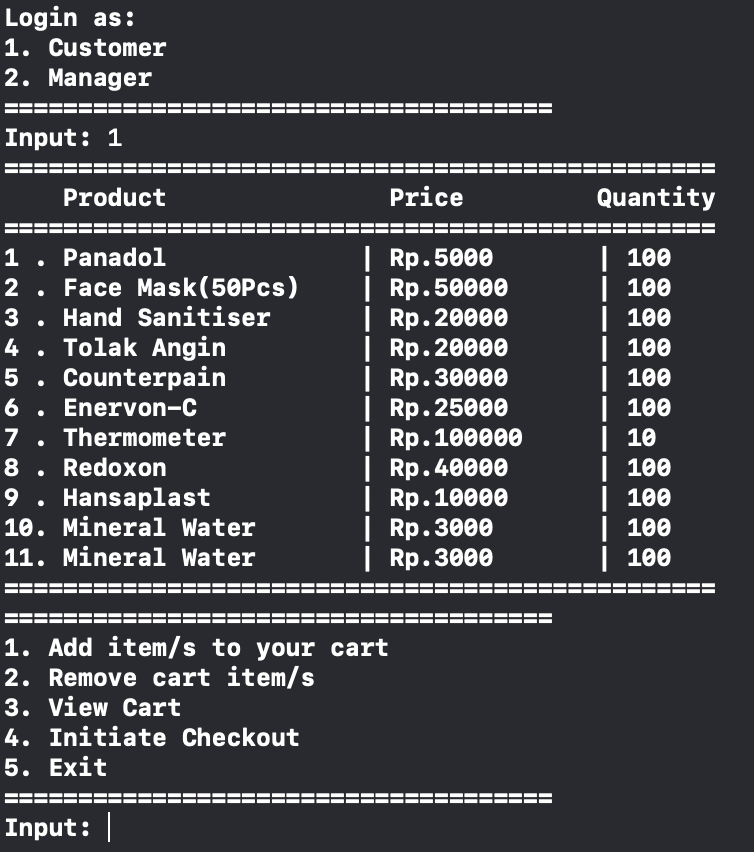 Login as:
1. Customer
2. Manager
=====================================
Input: 1
================================================
    Product               Price         Quantity
================================================
1 . Panadol             | Rp.5000       | 100
2 . Face Mask(50Pcs)    | Rp.50000      | 100
3 . Hand Sanitiser      | Rp.20000      | 100
4 . Tolak Angin         | Rp.20000      | 100
5 . Counterpain         | Rp.30000      | 100
6 . Enervon-C           | Rp.25000      | 100
7 . Thermometer         | Rp.100000     | 10
8 . Redoxon             | Rp.40000      | 100
9 . Hansaplast          | Rp.10000      | 100
10. Mineral Water       | Rp.3000       | 100
11. Mineral Water       | Rp.3000       | 100
================================================
=====================================
1. Add item/s to your cart
2. Remove cart item/s
3. View Cart
4. Initiate Checkout
5. Exit
=====================================
Input: